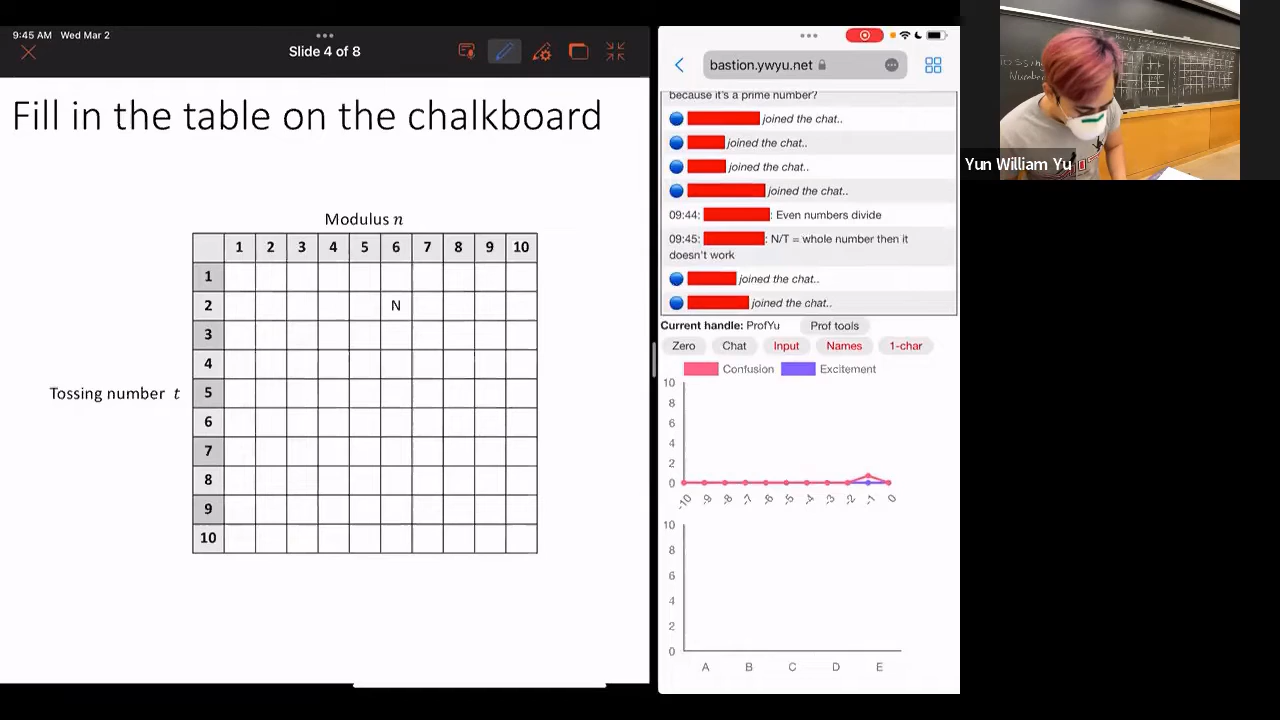 9:45 AM Wed Mar 2
Slide 4 of 8
Fill in the table on the chalkboard
Modulus n
1 2 3 4 5 6 7 8 9 10
1
2 N
3
4
Tossing number t 5
6
7
8
9
10
bastion.ywyu.net
because it's a prime number?
joined the chat..
joined the chat..
joined the chat..
joined the chat..
09:44: : Even numbers divide
09:45: : N/T = whole number then it
doesn't work
joined the chat..
joined the chat..
Current handle: ProfYu Prof tools
Zero Chat Input Names 1-char
Confusion Excitement
10
8
6
4
2
0
-10 -9 -8 -7 -6 -5 -4 -3 -2 -1 0
10
8
6
4
2
0
A B C D E
Yun William Yu